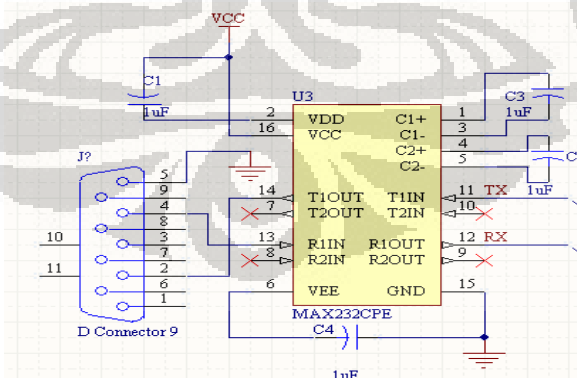 VCC
C1
1uF
U3
C3
1uF
2 VDD C1+ 1
16 VCC C1- 3
C2+ 4
C2- 5
C
1uF
J?
5
9
4
8
3
7
2
6
1
10
11
D Connector 9
14 T1OUT T1IN 11 TX
7 T2OUT T2IN 10
13 R1IN R1OUT 12 RX
8 R2IN R2OUT 9
6 VEE GND 15
MAX232CPE
C4
1uF